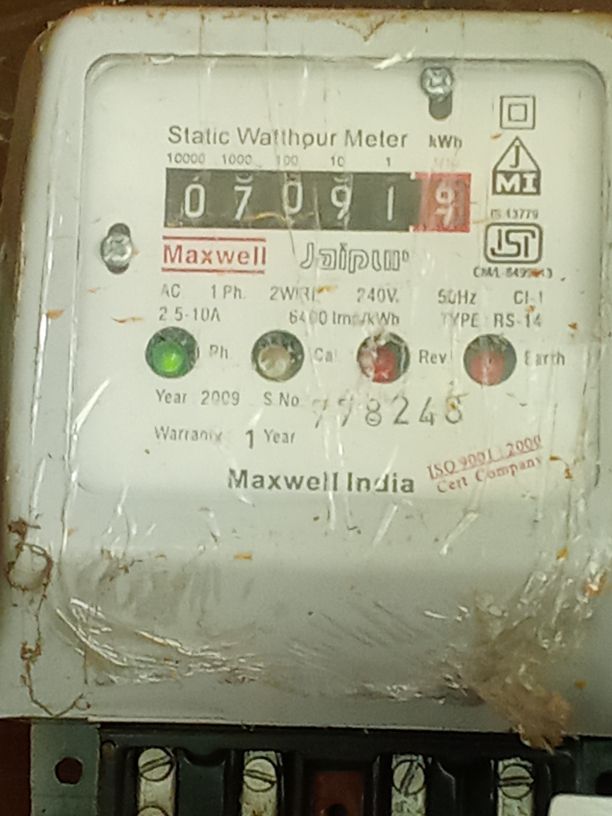 Static Watthour Meter kWh
10000 1000 100 10 1
0 7 0 9 1
J
MI
IS 13779
ISI
Maxwell Jaipur
AC 1 Ph. 2WIRE 240V. 50Hz Cl-1
2.5-10A 6400 Imp/kWh TYPE RS-14
Ph. Cal Rev Earth
Year 2009 S.No 798248
Warranty 1 Year
ISO 9001 : 2000
Cert Company
Maxwell India